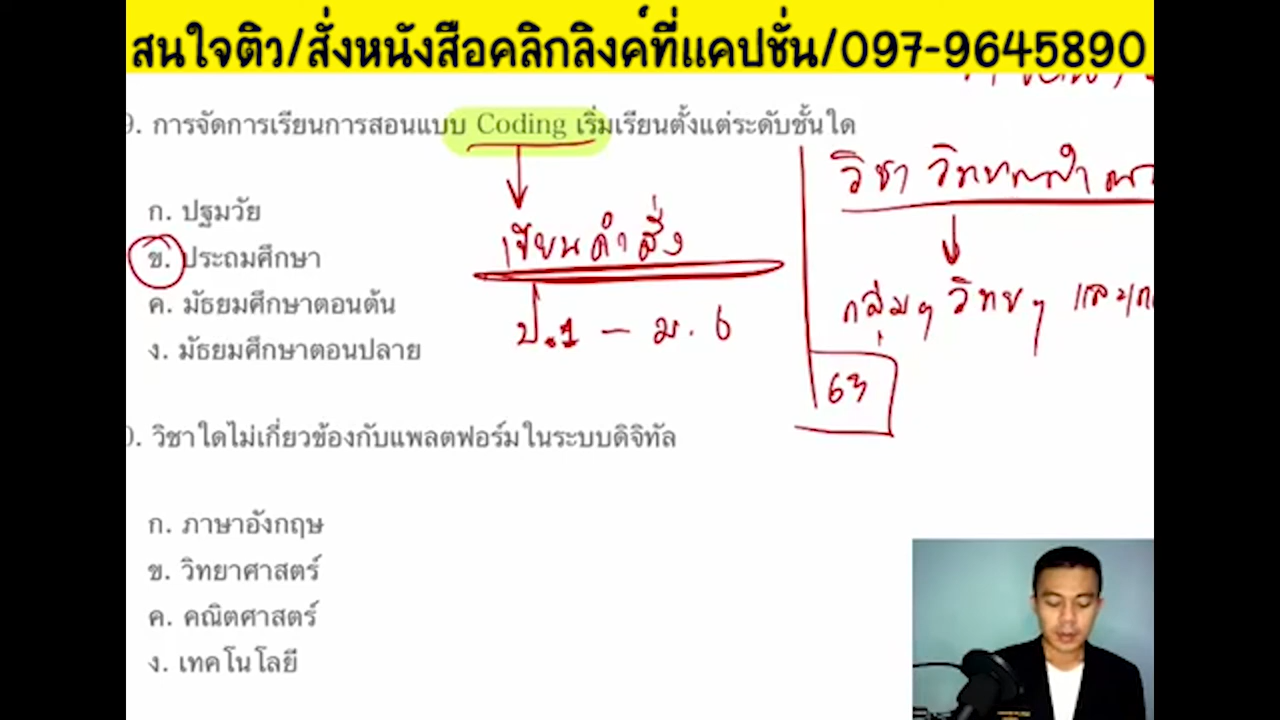 สนใจติว/สั่งหนังสือคลิกลิงค์ที่แคปชั่น/097-9645890
9. การจัดการเรียนการสอนแบบ Coding เริ่มเรียนตั้งแต่ระดับชั้นใด
วิชา
ก. ปฐมวัย
เขียนคำสั่ง
ข. ประถมศึกษา
ค. มัธยมศึกษาตอนต้น
กลุ่มฯ วิทยฯ และ
ป.1 - ม.6
ง. มัธยมศึกษาตอนปลาย
63
0. วิชาใดไม่เกี่ยวข้องกับแพลตฟอร์มในระบบดิจิทัล
ก. ภาษาอังกฤษ
ข. วิทยาศาสตร์
ค. คณิตศาสตร์
ง. เทคโนโลยี